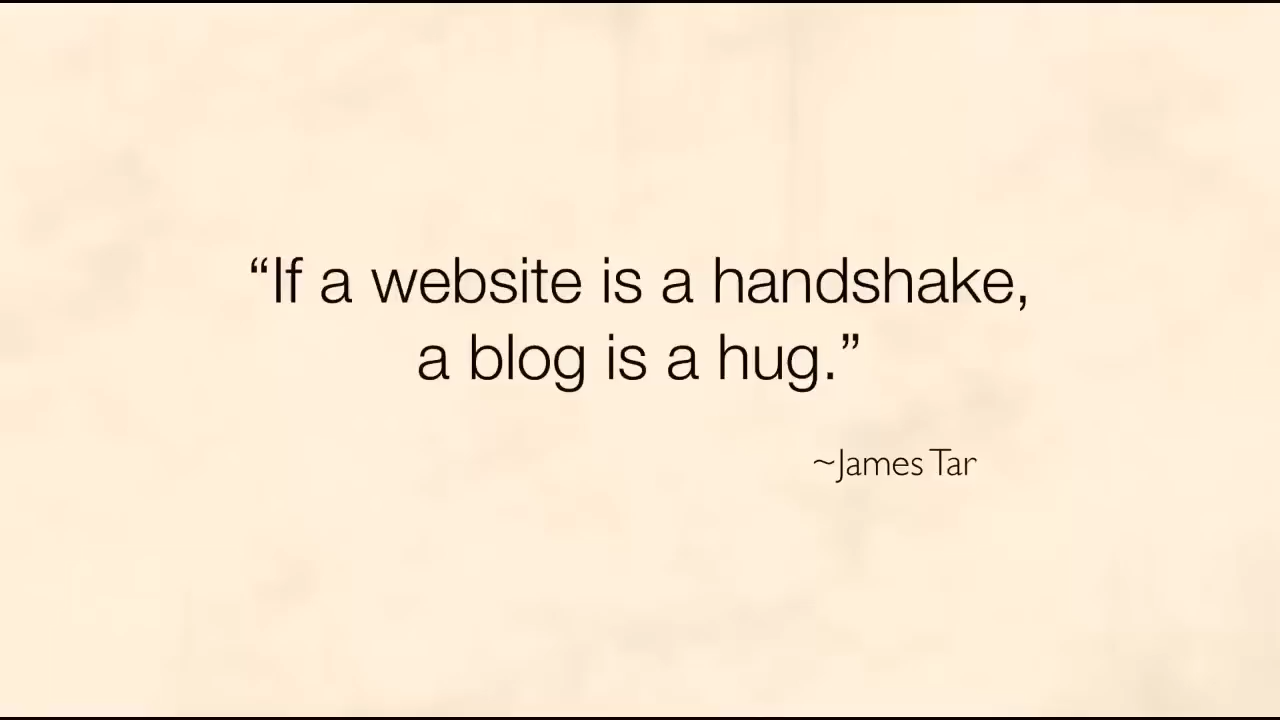 “If a website is a handshake,
a blog is a hug.”
~James Tar